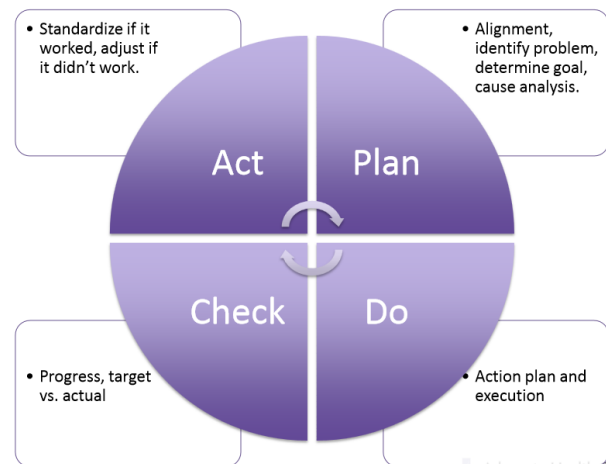 • Standardize if it
worked, adjust if
it didn’t work.
• Alignment,
identify problem,
determine goal,
cause analysis.
Act
Plan
Check
Do
• Progress, target
vs. actual
• Action plan and
execution